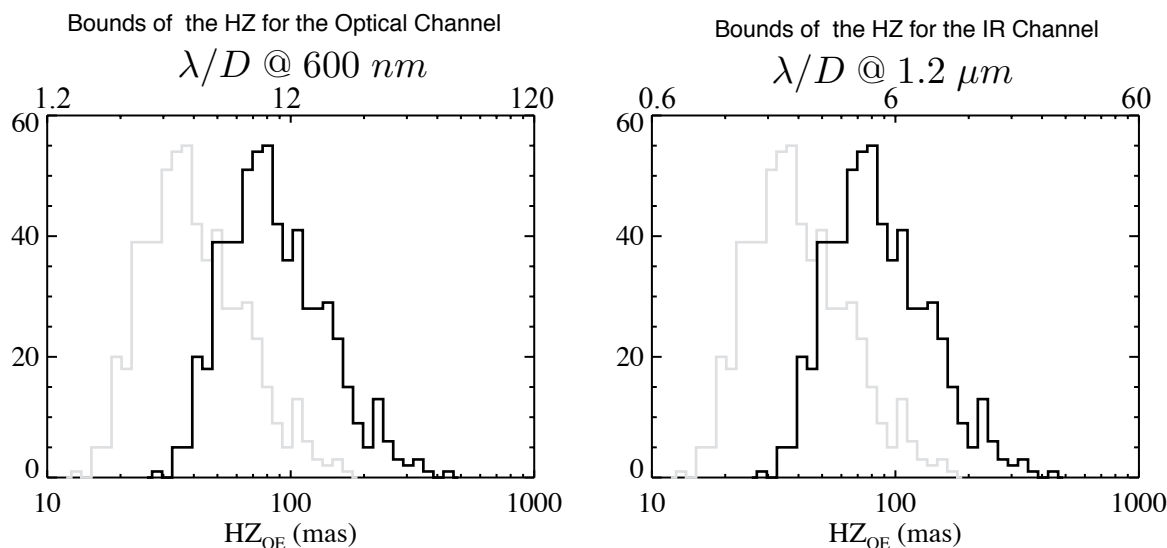 Bounds of the HZ for the Optical Channel
λ/D @ 600 nm
1.2 12 120
60
40
20
0
10 100 1000
HZ_OE (mas)
Bounds of the HZ for the IR Channel
λ/D @ 1.2 μm
0.6 6 60
60
40
20
0
10 100 1000
HZ_OE (mas)